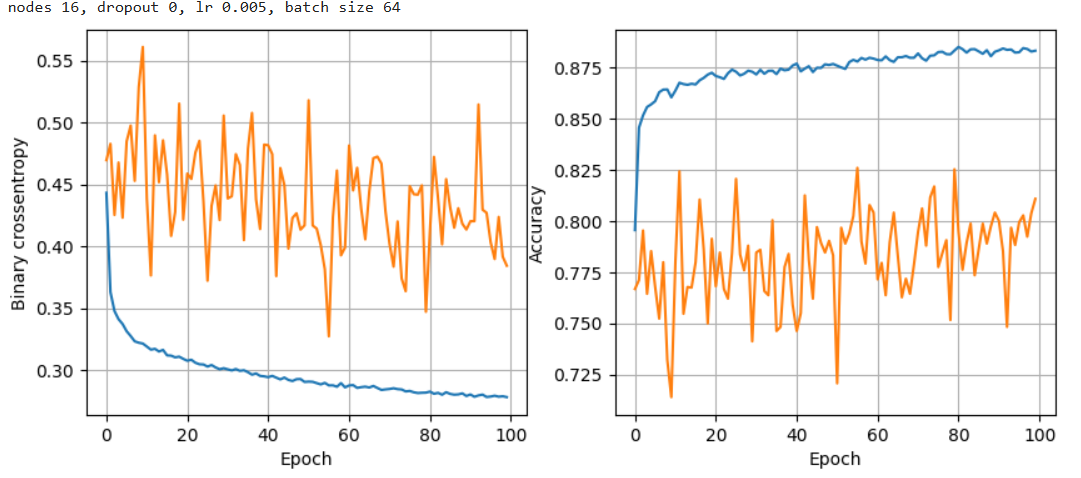 nodes 16, dropout 0, lr 0.005, batch size 64
Binary crossentropy
0.55
0.50
0.45
0.40
0.35
0.30
0 20 40 60 80 100
Epoch
Accuracy
0.875
0.850
0.825
0.800
0.775
0.750
0.725
0 20 40 60 80 100
Epoch